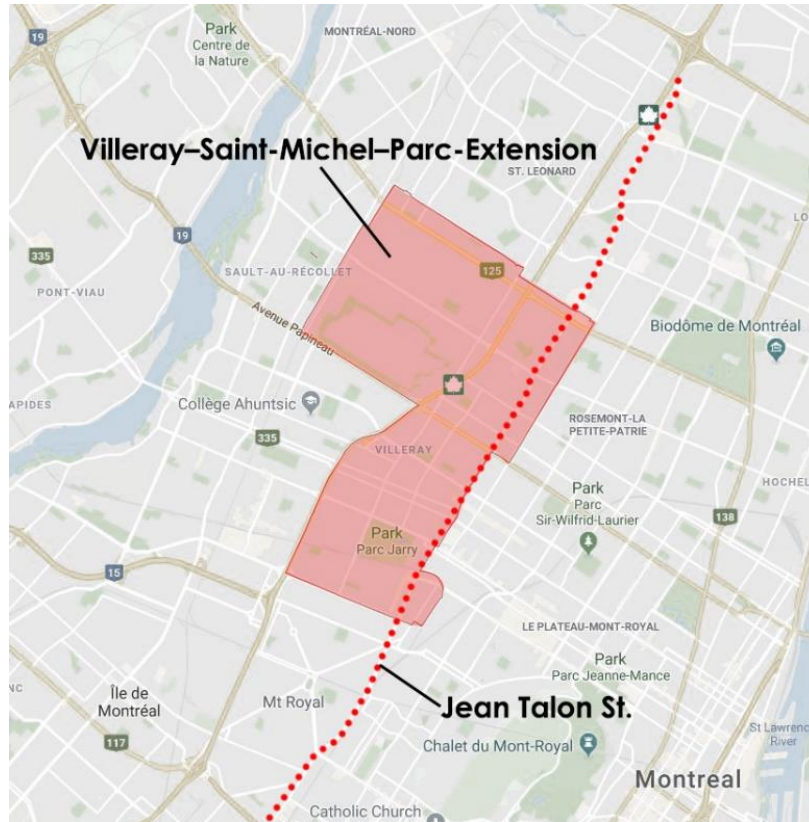 19
Park
Centre de
la Nature
MONTRÉAL-NORD
Villeray–Saint-Michel–Parc-Extension
ST. LEONARD
19
335
SAULT-AU-RÉCOLLET
125
PONT-VIAU
Avenue Papineau
Biodôme de Montréal
APIDES
Collège Ahuntsic
335
VILLERAY
ROSEMONT-LA
PETITE-PATRIE
HOCHEL
Park
Parc
Sir-Wilfrid-Laurier
138
Park
Parc Jarry
15
LE PLATEAU-MONT-ROYAL
Park
Parc Jeanne-Mance
Île de
Montréal
Mt Royal
Jean Talon St.
St Lawrenc
River
117
Chalet du Mont-Royal
Montreal
Catholic Church